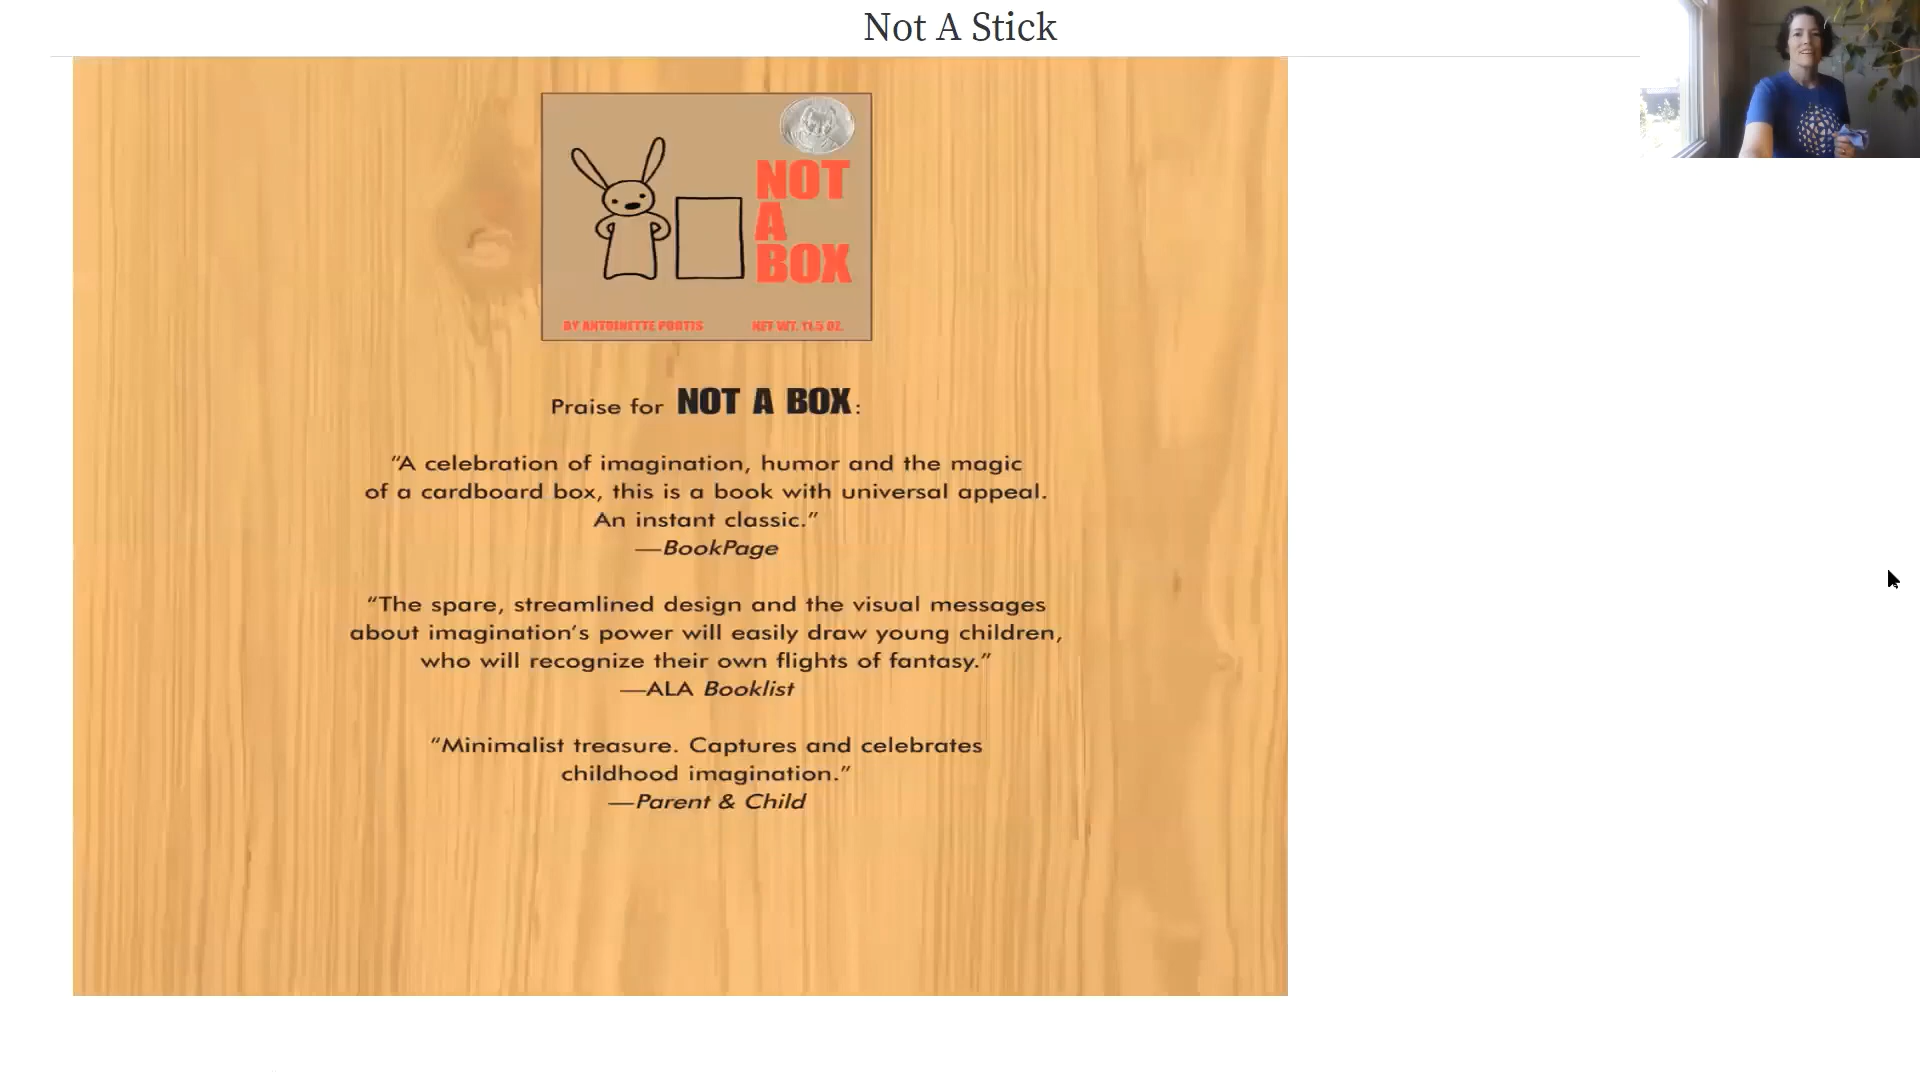 Not A Stick
NOT
A
BOX
BY ANTOINETTE PORTIS
NET WT. 11.5 OZ.
Praise for NOT A BOX:
“A celebration of imagination, humor and the magic
of a cardboard box, this is a book with universal appeal.
An instant classic.”
—BookPage
“The spare, streamlined design and the visual messages
about imagination’s power will easily draw young children,
who will recognize their own flights of fantasy.”
—ALA Booklist
“Minimalist treasure. Captures and celebrates
childhood imagination.”
—Parent & Child